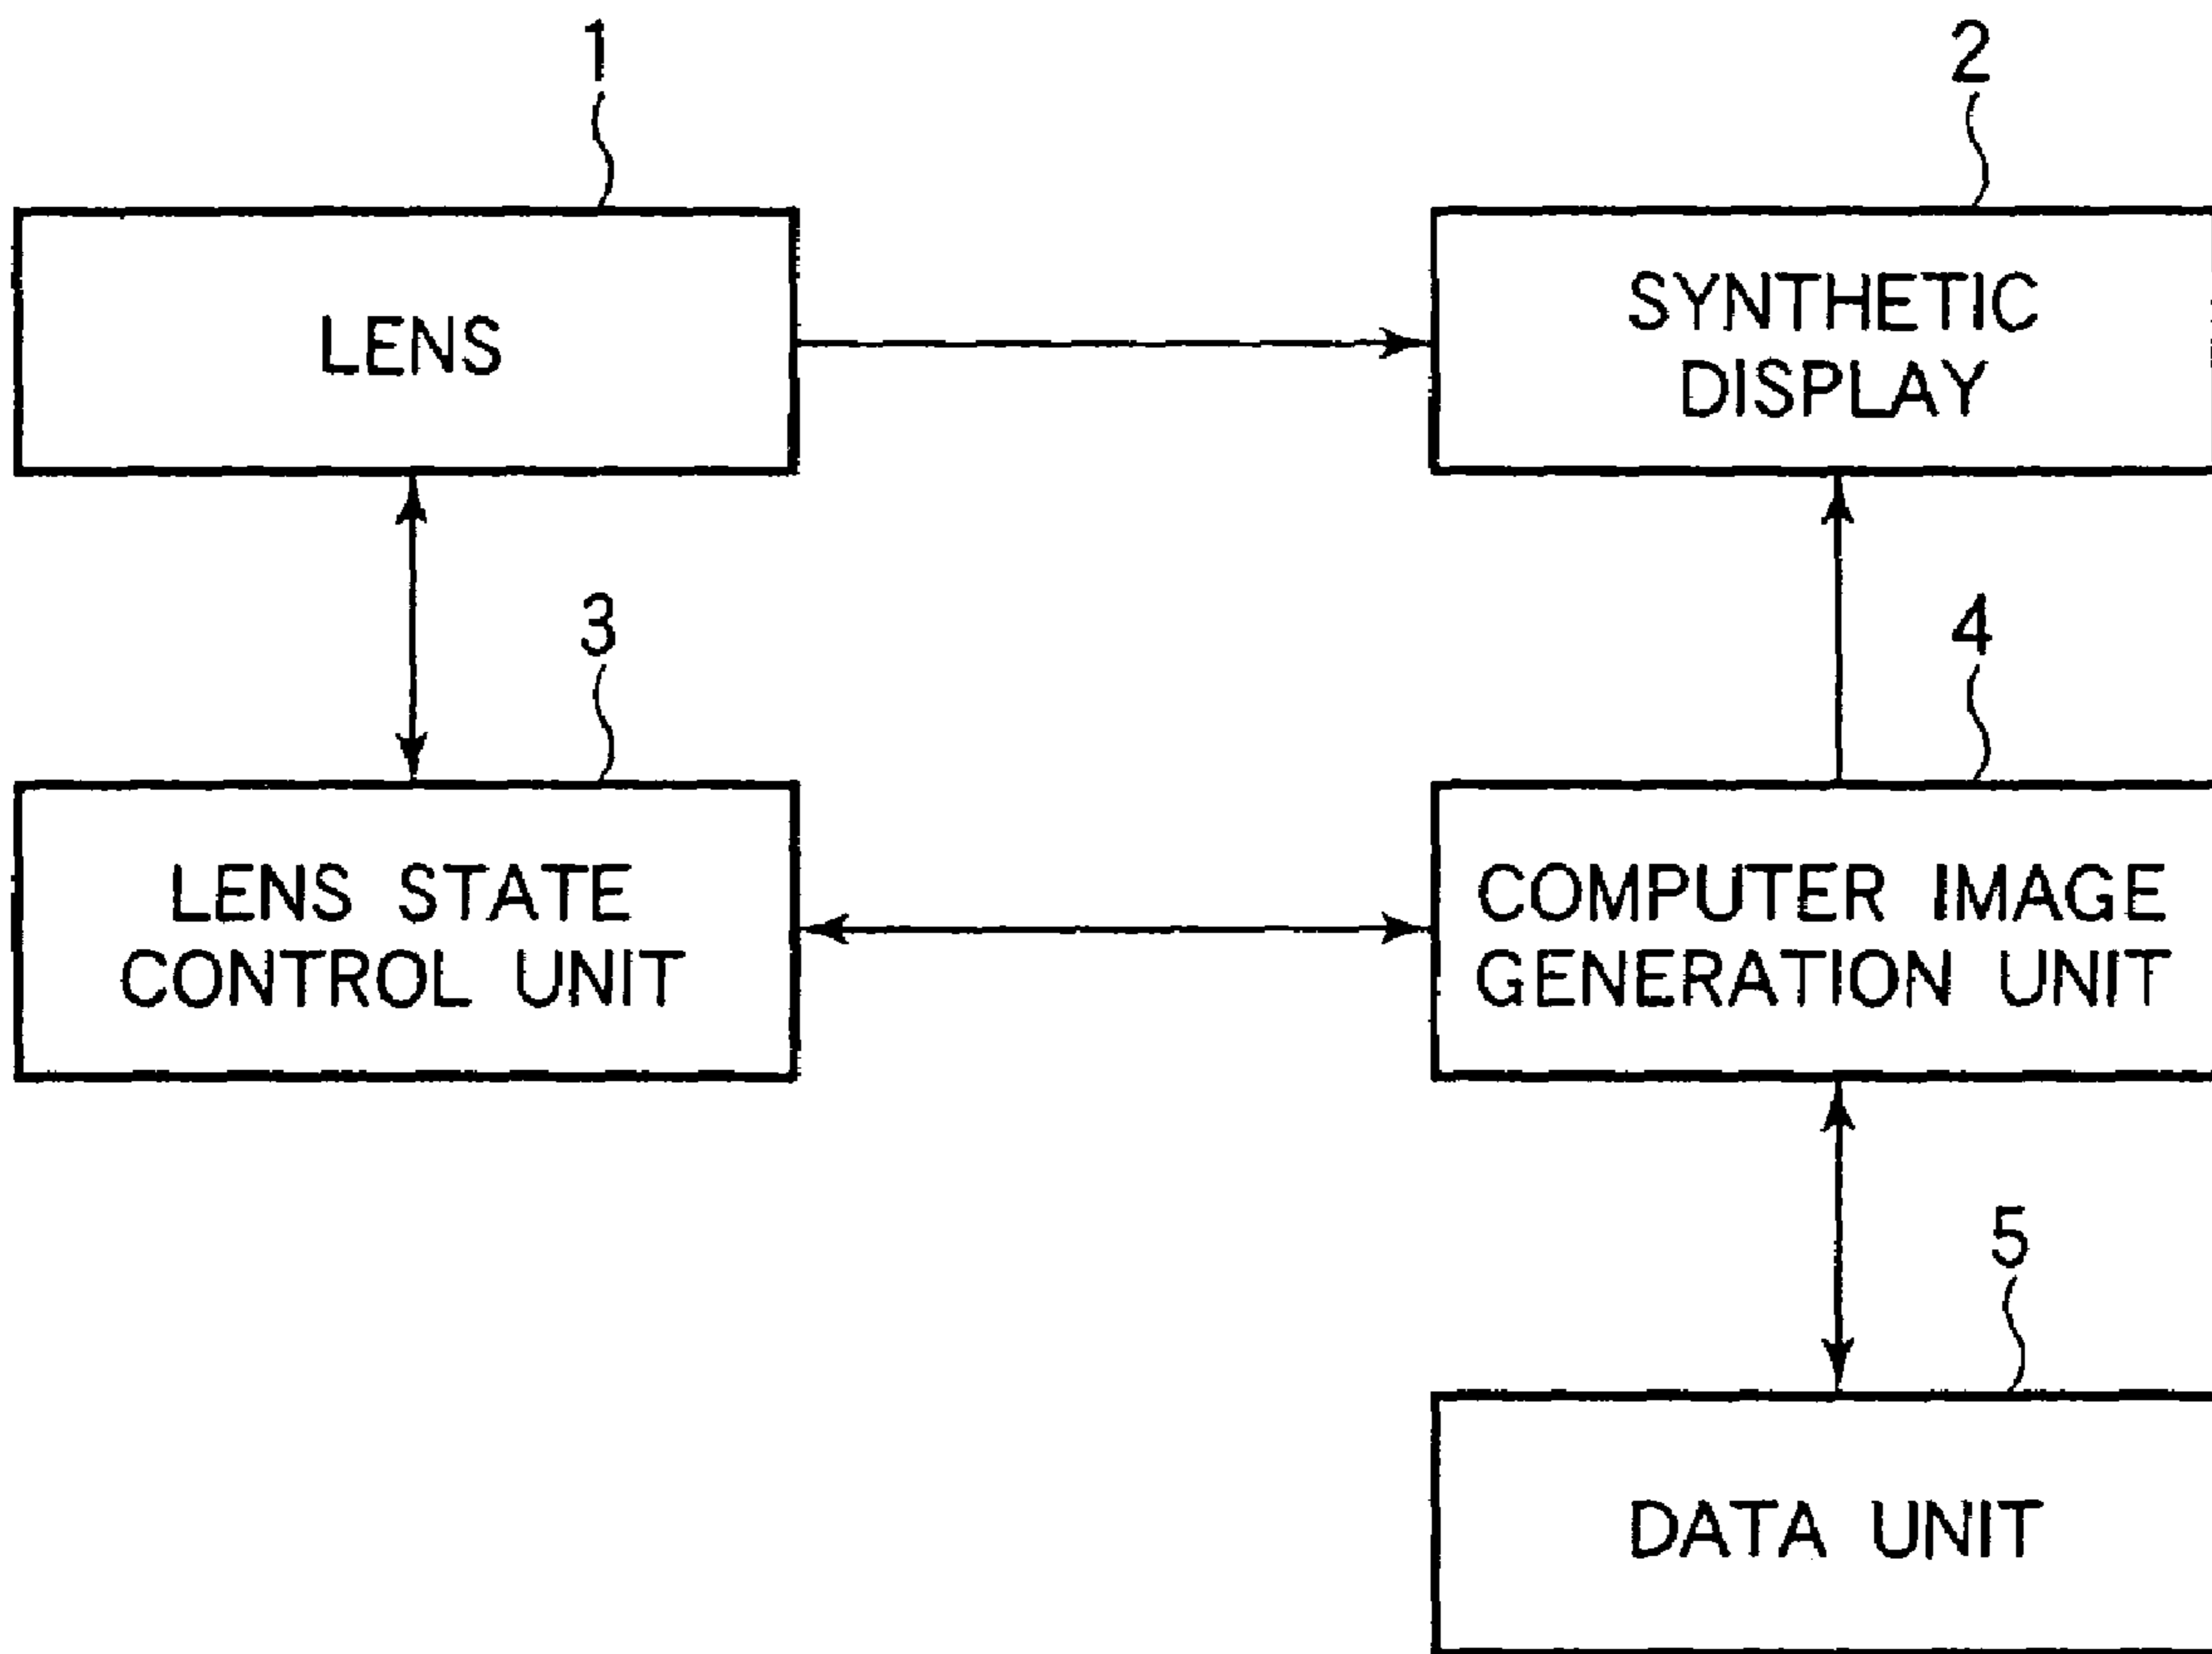 1
2
LENS
SYNTHETIC
DISPLAY
3
4
LENS STATE
CONTROL UNIT
COMPUTER IMAGE
GENERATION UNIT
5
DATA UNIT